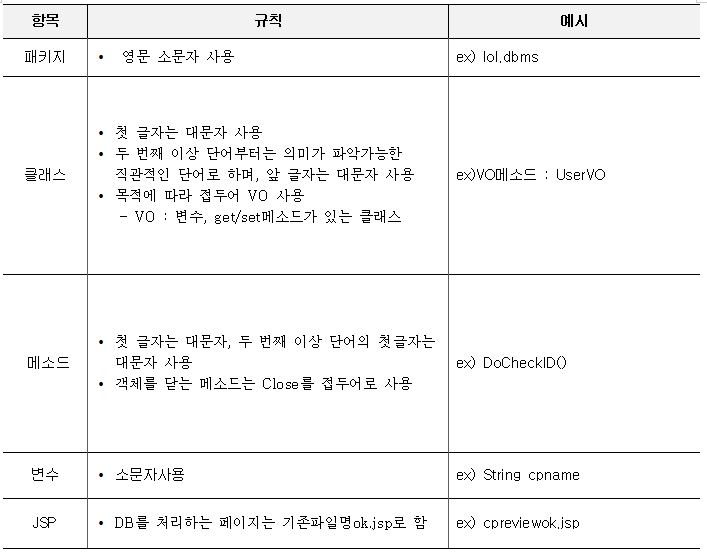 항목 규칙 예시
패키지 • 영문 소문자 사용 ex) lol.dbms
• 첫 글자는 대문자 사용
• 두 번째 이상 단어부터는 의미가 파악가능한
클래스 직관적인 단어로 하며, 앞 글자는 대문자 사용 ex)VO메소드 : UserVO
• 목적에 따라 접두어 VO 사용
- VO : 변수, get/set메소드가 있는 클래스
• 첫 글자는 대문자, 두 번째 이상 단어의 첫글자는
메소드 대문자 사용 ex) DoCheckID()
• 객체를 닫는 메소드는 Close를 접두어로 사용
변수 • 소문자사용 ex) String cpname
JSP • DB를 처리하는 페이지는 기존파일명ok.jsp로 함 ex) cpreviewok.jsp